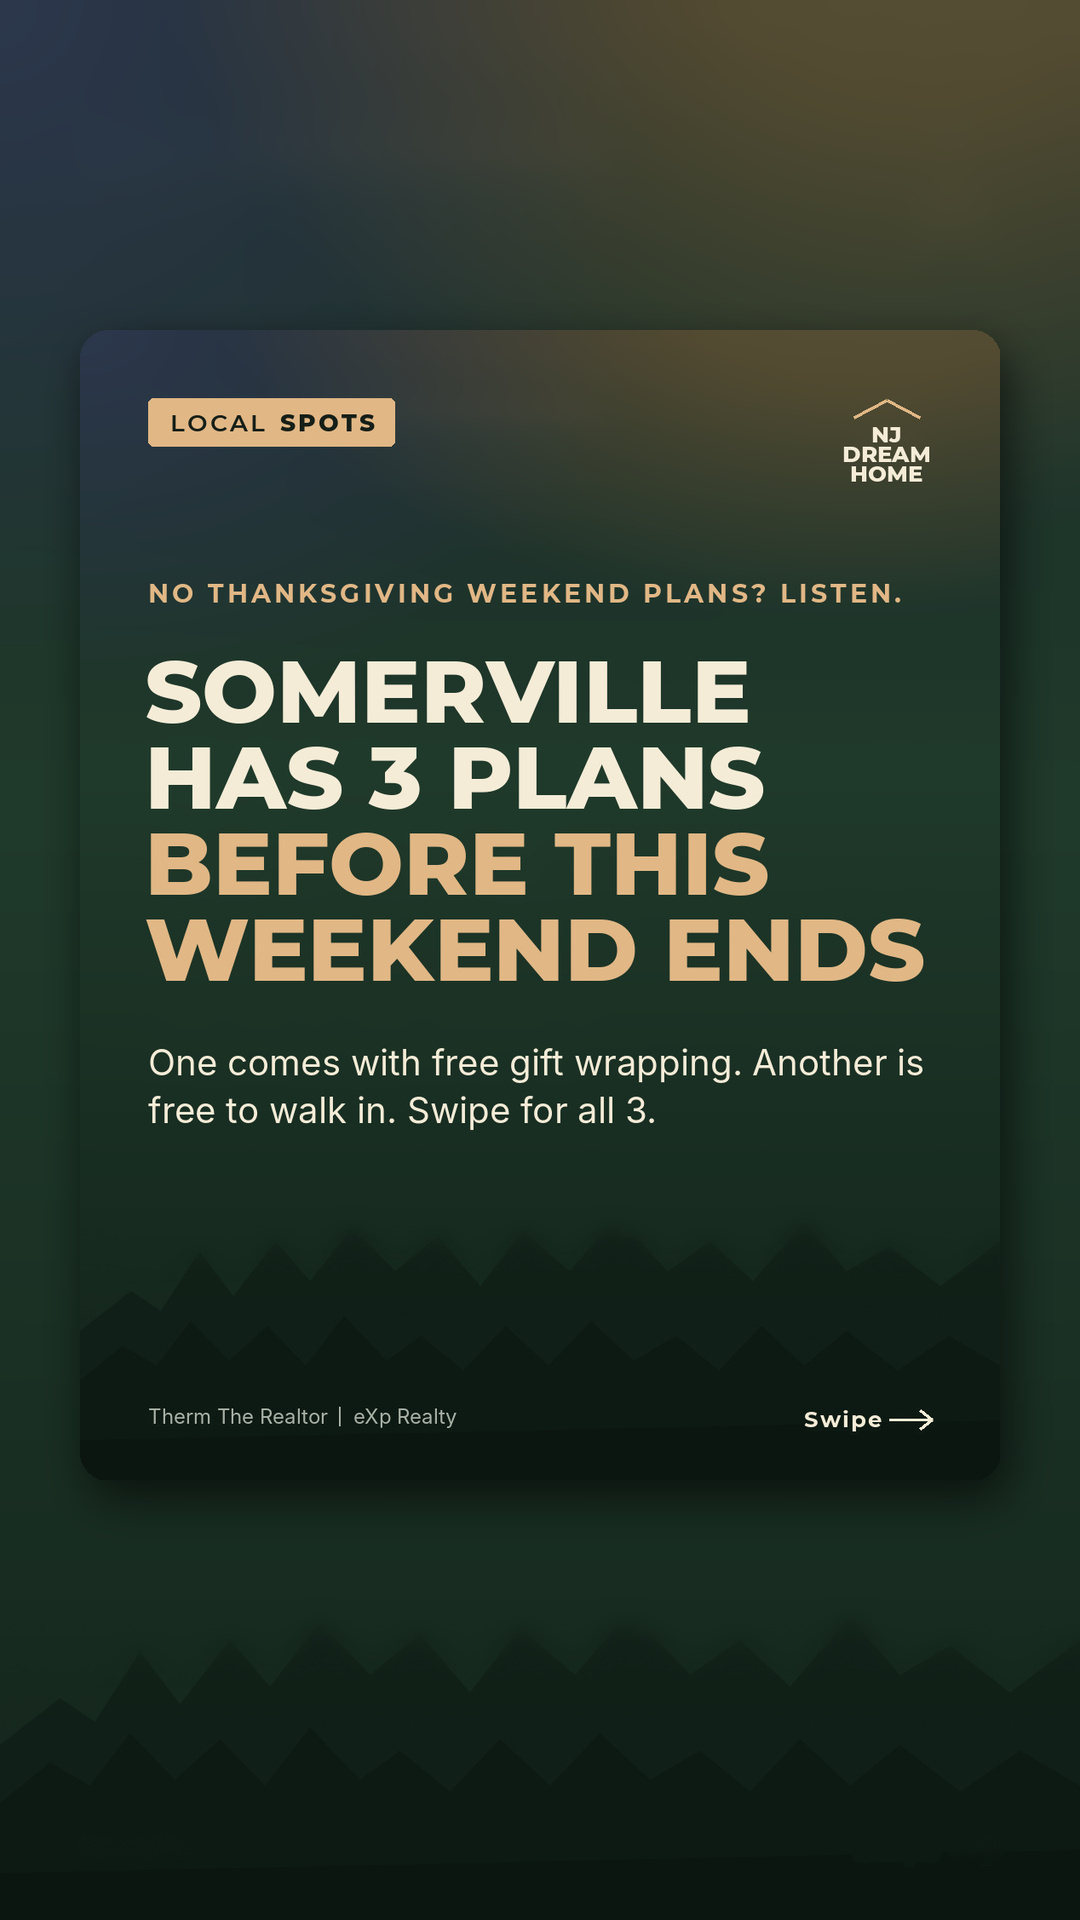 LOCAL SPOTS
NJ
DREAM
HOME
NO THANKSGIVING WEEKEND PLANS? LISTEN.
SOMERVILLE
HAS 3 PLANS
BEFORE THIS
WEEKEND ENDS
One comes with free gift wrapping. Another is
free to walk in. Swipe for all 3.
Therm The Realtor | eXp Realty
Swipe